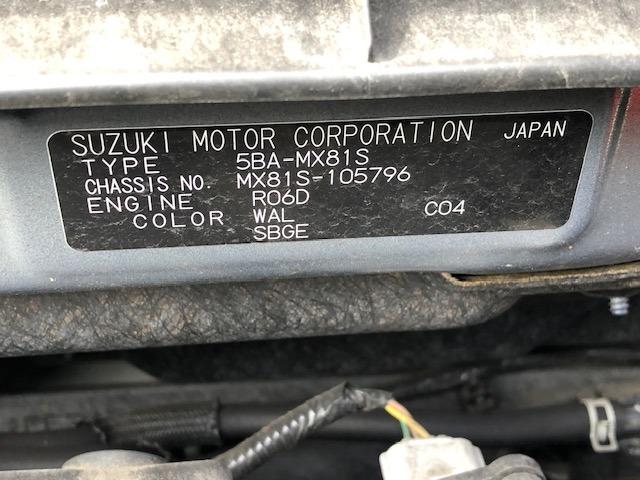 SUZUKI MOTOR CORPORATION JAPAN
TYPE 5BA-MX81S
CHASSIS NO. MX81S-105796
ENGINE R06D
COLOR WAL C04
SBGE